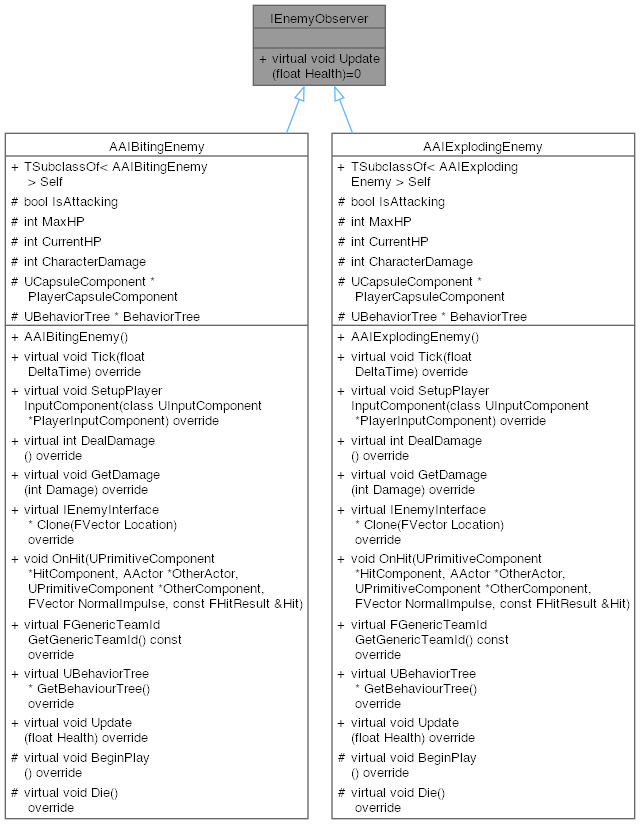 IEnemyObserver
+ virtual void Update
(float Health)=0
AAIBitingEnemy
+ TSubclassOf< AAIBitingEnemy
> Self
# bool IsAttacking
# int MaxHP
# int CurrentHP
# int CharacterDamage
# UCapsuleComponent *
PlayerCapsuleComponent
# UBehaviorTree * BehaviorTree
+ AAIBitingEnemy()
+ virtual void Tick(float
DeltaTime) override
+ virtual void SetupPlayer
InputComponent(class UInputComponent
*PlayerInputComponent) override
+ virtual int DealDamage
() override
+ virtual void GetDamage
(int Damage) override
+ virtual IEnemyInterface
* Clone(FVector Location)
override
+ void OnHit(UPrimitiveComponent
*HitComponent, AActor *OtherActor,
UPrimitiveComponent *OtherComponent,
FVector NormalImpulse, const FHitResult &Hit)
+ virtual FGenericTeamId
GetGenericTeamId() const
override
+ virtual UBehaviorTree
* GetBehaviourTree()
override
+ virtual void Update
(float Health) override
# virtual void BeginPlay
() override
# virtual void Die()
override
AAIExplodingEnemy
+ TSubclassOf< AAIExploding
Enemy > Self
# bool IsAttacking
# int MaxHP
# int CurrentHP
# int CharacterDamage
# UCapsuleComponent *
PlayerCapsuleComponent
# UBehaviorTree * BehaviorTree
+ AAIExplodingEnemy()
+ virtual void Tick(float
DeltaTime) override
+ virtual void SetupPlayer
InputComponent(class UInputComponent
*PlayerInputComponent) override
+ virtual int DealDamage
() override
+ virtual void GetDamage
(int Damage) override
+ virtual IEnemyInterface
* Clone(FVector Location)
override
+ void OnHit(UPrimitiveComponent
*HitComponent, AActor *OtherActor,
UPrimitiveComponent *OtherComponent,
FVector NormalImpulse, const FHitResult &Hit)
+ virtual FGenericTeamId
GetGenericTeamId() const
override
+ virtual UBehaviorTree
* GetBehaviourTree()
override
+ virtual void Update
(float Health) override
# virtual void BeginPlay
() override
# virtual void Die()
override